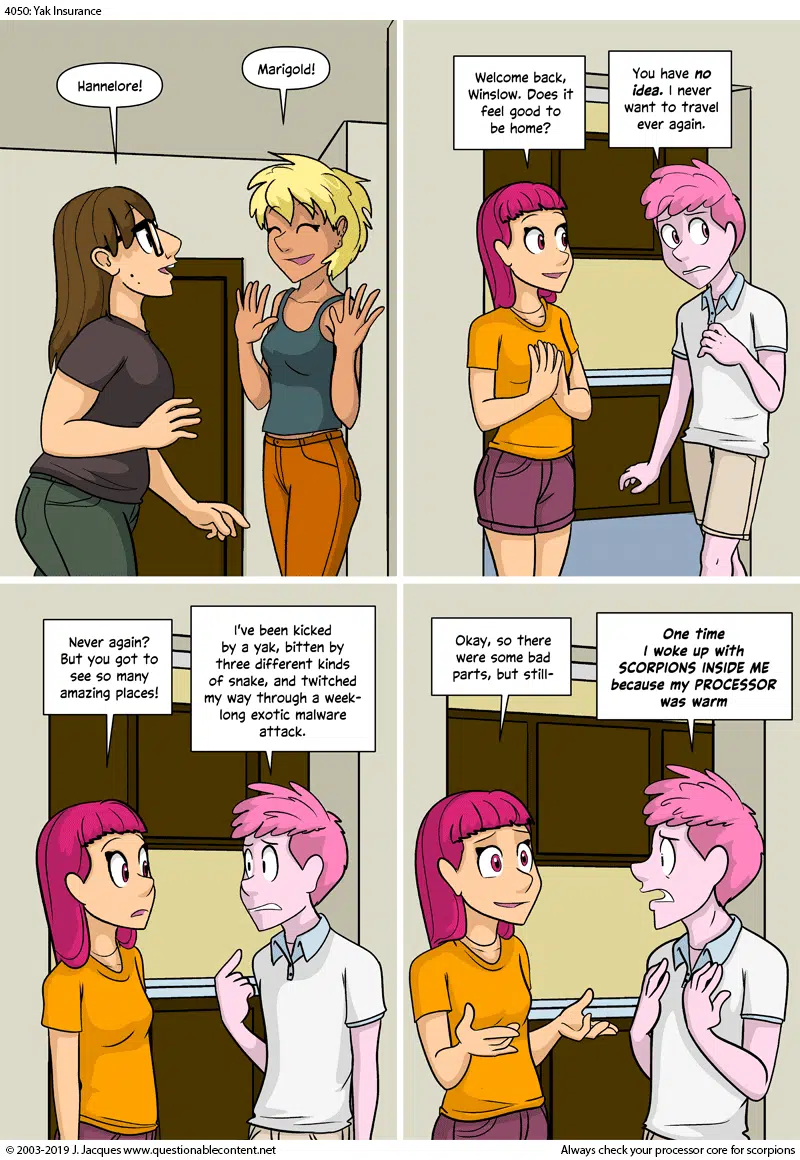 4050: Yak Insurance
Hannelore!
Marigold!
Welcome back,
Winslow. Does it
feel good to
be home?
You have no
idea. I never
want to travel
ever again.
Never again?
But you got to
see so many
amazing places!
I've been kicked
by a yak, bitten by
three different kinds
of snake, and twitched
my way through a week-
long exotic malware
attack.
Okay, so there
were some bad
parts, but still-
One time
I woke up with
SCORPIONS INSIDE ME
because my PROCESSOR
was warm
© 2003-2019 J. Jacques www.questionablecontent.net
Always check your processor core for scorpions